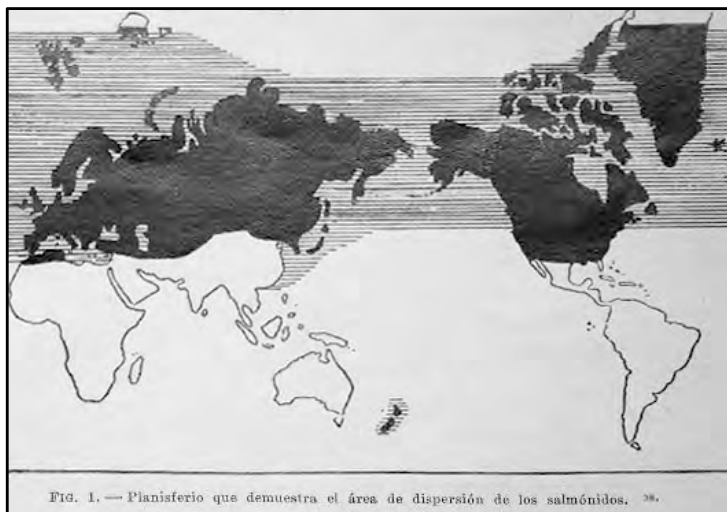 FIG. 1. — Planisferio que demuestra el área de dispersión de los salmónidos.